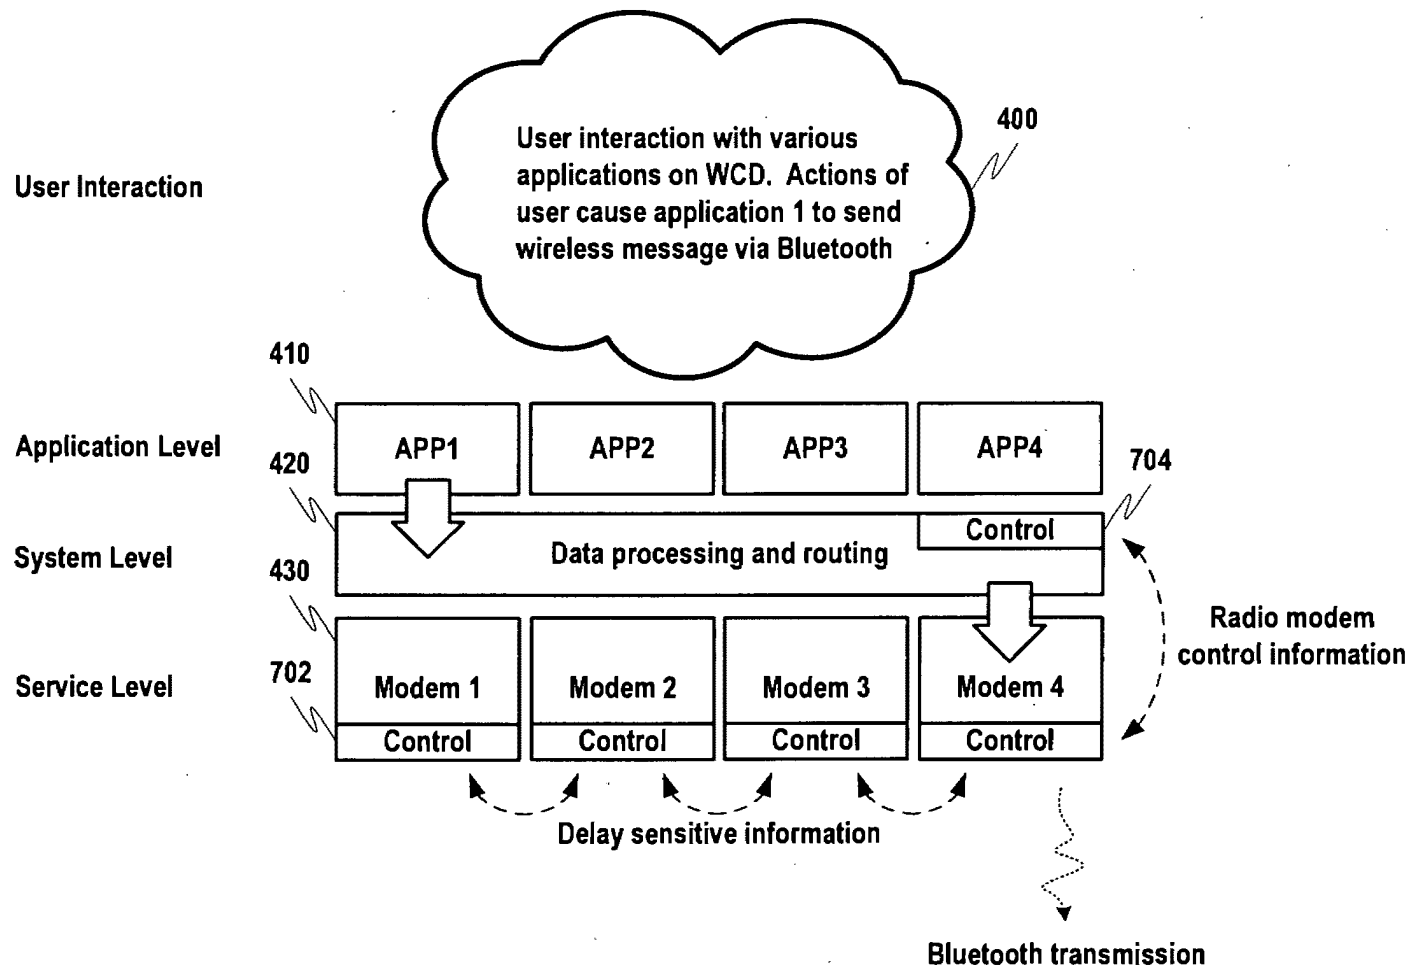 400
User interaction with various
applications on WCD. Actions of
user cause application 1 to send
wireless message via Bluetooth
User Interaction
410
Application Level
APP1
APP2
APP3
APP4
420
704
Control
System Level
Data processing and routing
430
Radio modem
control information
Service Level
702
Modem 1
Modem 2
Modem 3
Modem 4
Control
Control
Control
Control
Delay sensitive information
Bluetooth transmission